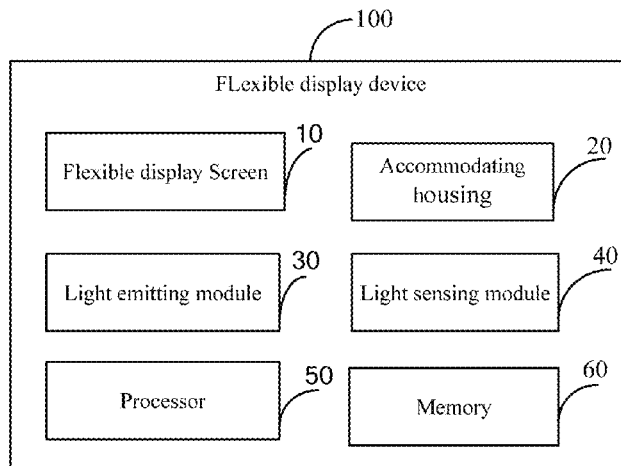 100
FLexible display device
10
Flexible display Screen
20
Accommodating
housing
30
Light emitting module
40
Light sensing module
50
Processor
60
Memory